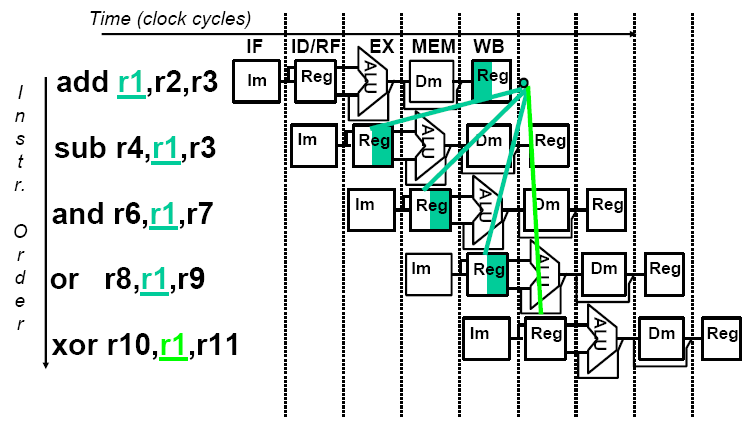 Time (clock cycles)
IF ID/RF EX MEM WB
Instr. Order
add r1,r2,r3 Im Reg ALU Dm Reg
sub r4,r1,r3 Im Reg ALU Dm Reg
and r6,r1,r7 Im Reg ALU Dm Reg
or r8,r1,r9 Im Reg ALU Dm Reg
xor r10,r1,r11 Im Reg ALU Dm Reg